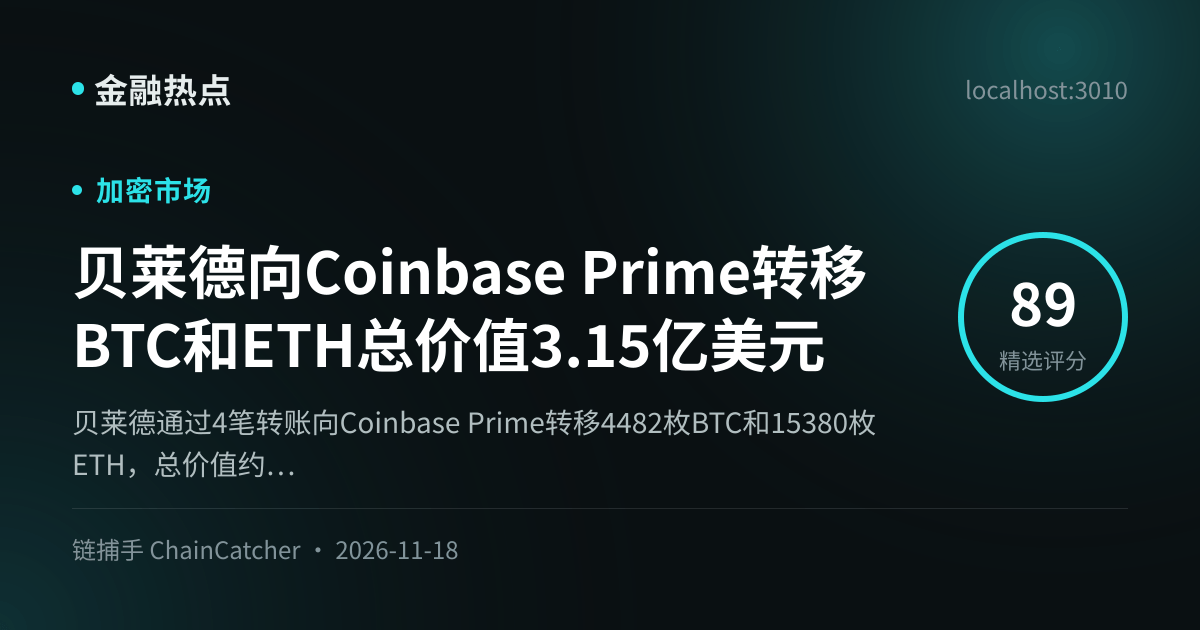 金融热点
localhost:3010
加密市场
贝莱德向Coinbase Prime转移
BTC和ETH总价值3.15亿美元
89
精选评分
贝莱德通过4笔转账向Coinbase Prime转移4482枚BTC和15380枚
ETH，总价值约…
链捕手 ChainCatcher · 2026-11-18